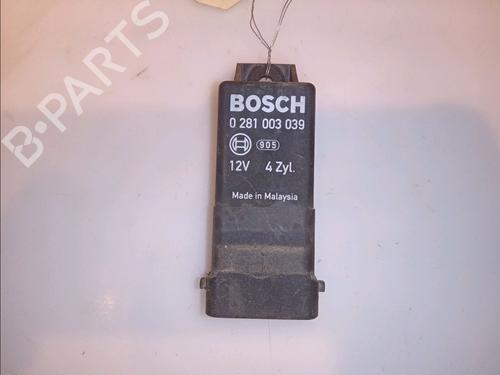 B-PARTS
BOSCH
0 281 003 039
905
12V 4 Zyl.
Made in Malaysia